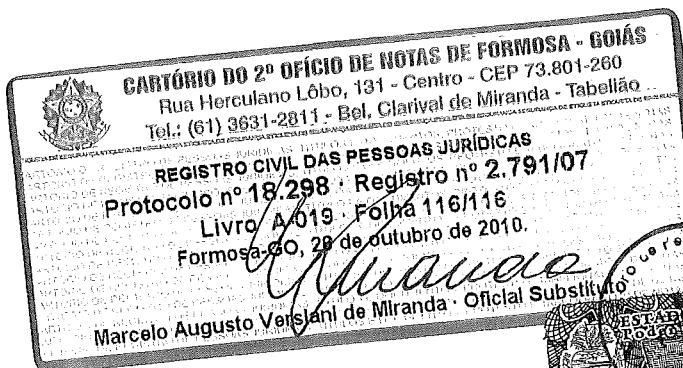 CARTÓRIO DO 2º OFÍCIO DE NOTAS DE FORMOSA - GOIÁS
Rua Herculano Lôbo, 131 - Centro - CEP 73.801-260
Tel.: (61) 3631-2811 - Bel. Clarival de Miranda - Tabelião
REGISTRO CIVIL DAS PESSOAS JURÍDICAS
Protocolo nº 18.298 · Registro nº 2.791/07
Livro A-019 · Folha 116/116
Formosa-GO, 28 de outubro de 2010.
Marcelo Augusto Versiani de Miranda · Oficial Substituto